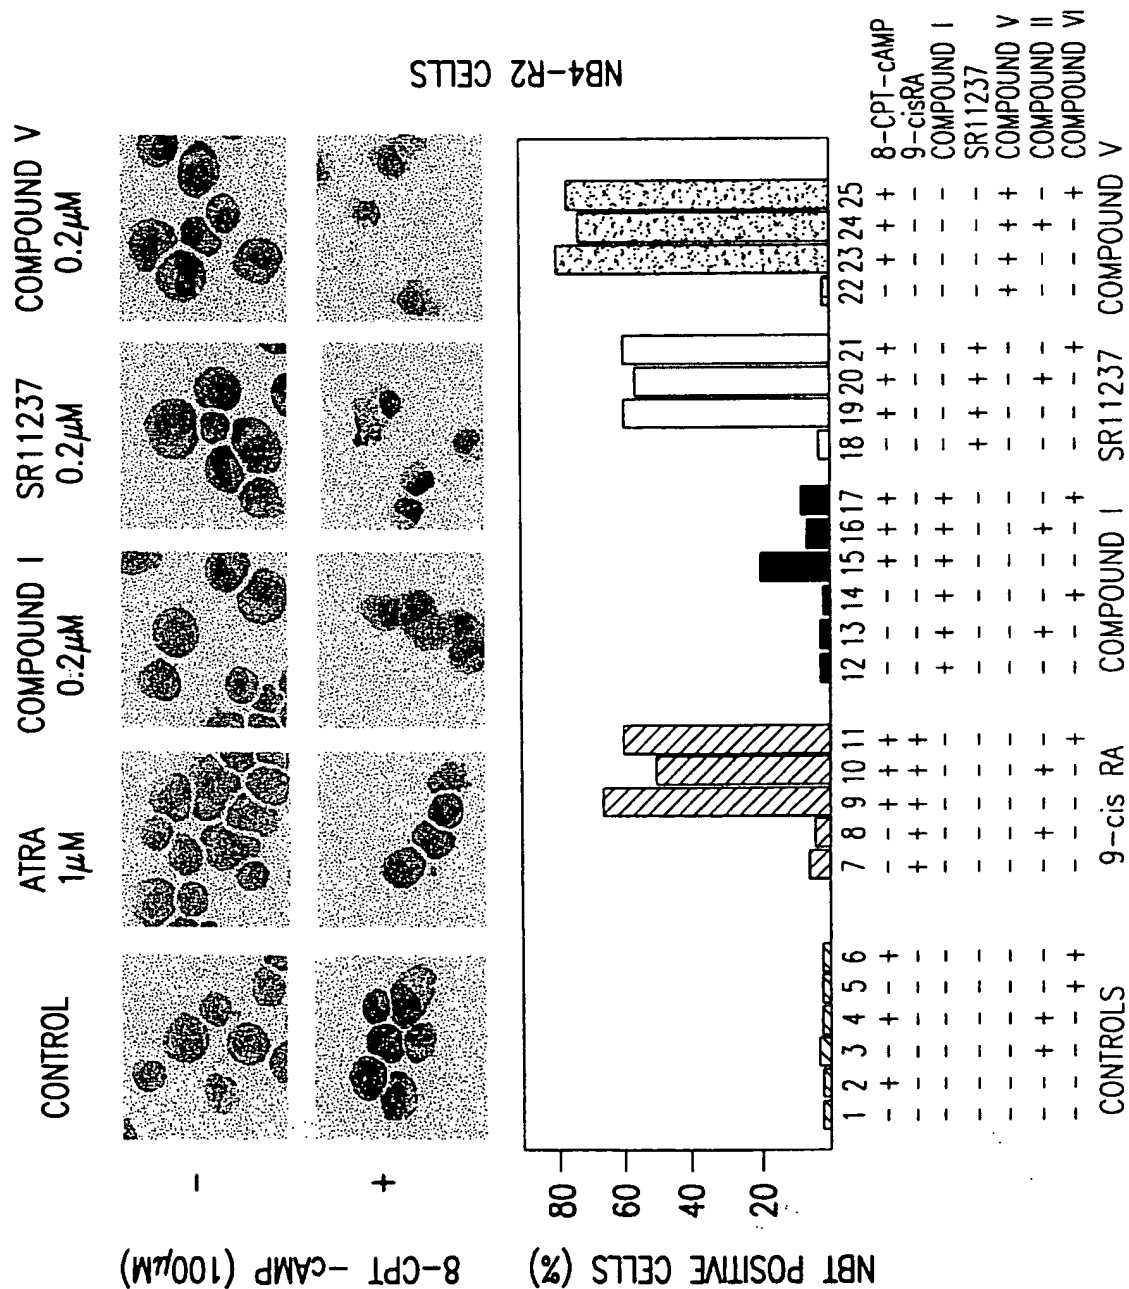 CONTROL
ATRA
1µM
COMPOUND I
0.2µM
SR11237
0.2µM
COMPOUND V
0.2µM
8-CPT-cAMP (100µM)
-
+
NB4-R2 CELLS
NBT POSITIVE CELLS (%)
80
60
40
20
1 2 3 4 5 6 7 8 9 10 11 12 13 14 15 16 17 18 19 20 21 22 23 24 25
- + - + - + - - + + + - - - + + + - + + + - + + + 8-CPT-cAMP
- - - - - - + + + + + - - - - - - - - - - - - - - 9-cisRA
- - - - - - - - - - - + + + + + + - - - - - - - - COMPOUND I
- - - - - - - - - - - - - - - - - + + + + - - - - SR11237
- - - - - - - - - - - - - - - - - - - - - + + + + COMPOUND V
- - + + - - - + - + - - + - - + - - - + - - - + - COMPOUND II
- - - - + + - - - - + - - + - - + - - - + - - - + COMPOUND VI
CONTROLS 9-cis RA COMPOUND I SR11237 COMPOUND V